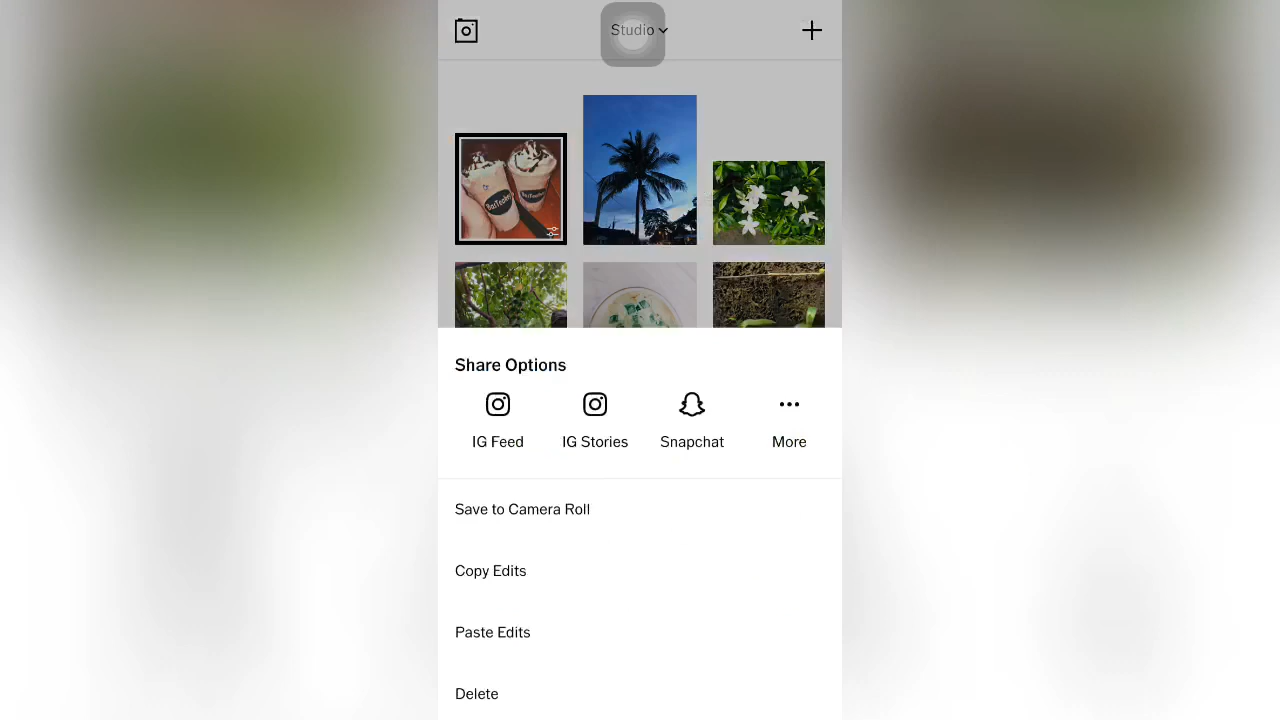 Studio
Share Options
IG Feed
IG Stories
Snapchat
More
Save to Camera Roll
Copy Edits
Paste Edits
Delete